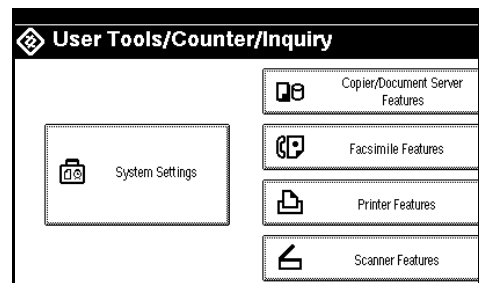 User Tools/Counter/Inquiry
System Settings
Copier/Document Server
Features
Facsimile Features
Printer Features
Scanner Features